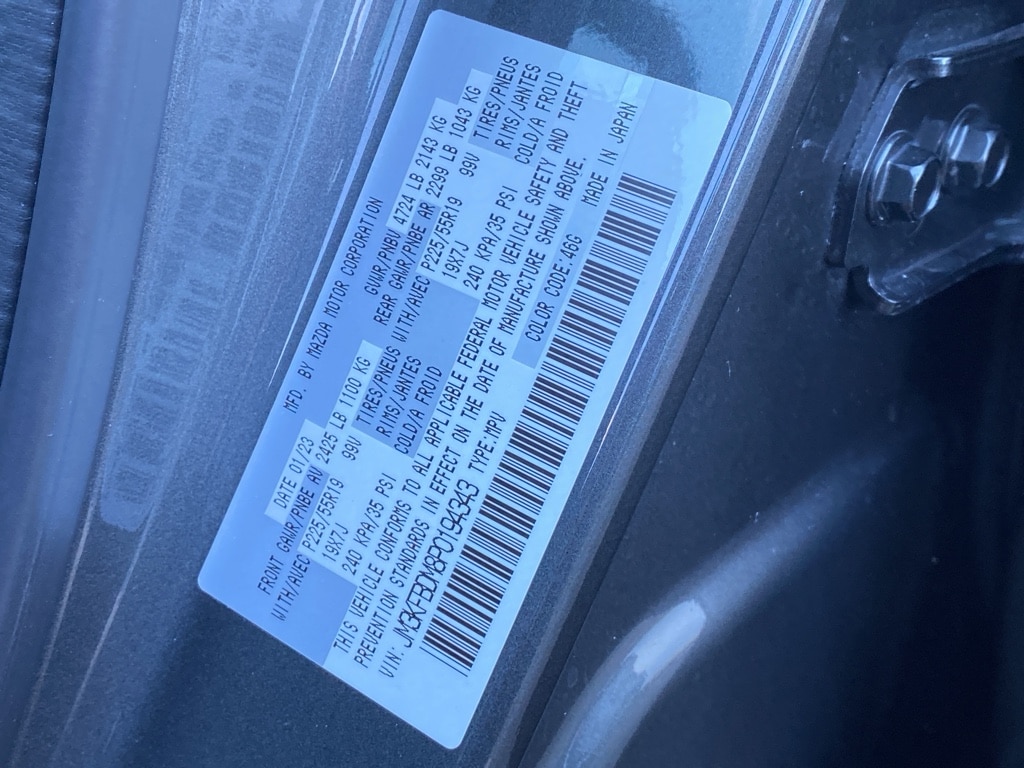 MFD. BY MAZDA MOTOR CORPORATION
DATE 01/23 GVWR/PNBV 4724 LB 2143 KG
FRONT GAWR/PNBE AV 2425 LB 1100 KG REAR GAWR/PNBE AR 2299 LB 1043 KG
WITH/AVEC P225/55R19 99V TIRES/PNEUS WITH/AVEC P225/55R19 99V TIRES/PNEUS
19X7J RIMS/JANTES 19X7J RIMS/JANTES
240 KPA/35 PSI COLD/A FROID 240 KPA/35 PSI COLD/A FROID
THIS VEHICLE CONFORMS TO ALL APPLICABLE FEDERAL MOTOR VEHICLE SAFETY AND THEFT
PREVENTION STANDARDS IN EFFECT ON THE DATE OF MANUFACTURE SHOWN ABOVE.
VIN: JM3KFBDM8P0194343 TYPE:MPV COLOR CODE:46G MADE IN JAPAN